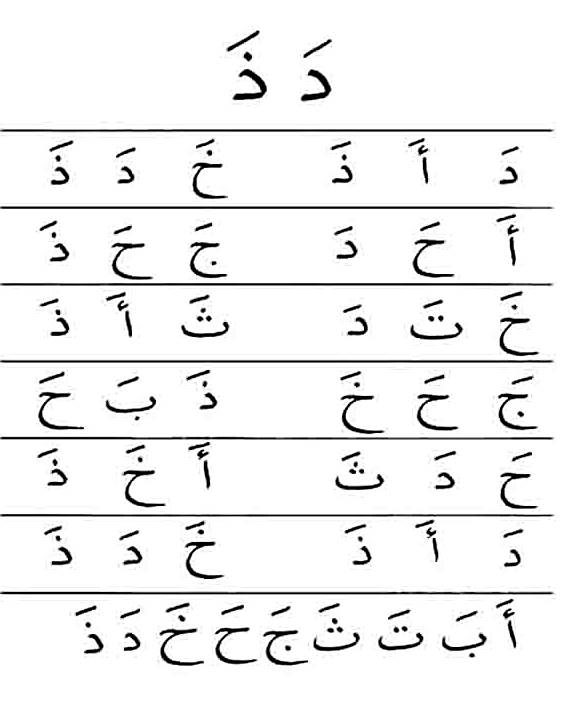 دَ ذَ
دَ أَ ذَ خَ دَ ذَ
أَ حَ دَ جَ حَ ذَ
خَ تَ دَ ثَ أَ ذَ
جَ حَ خَ ذَ بَ حَ
حَ دَ ثَ أَ خَ ذَ
دَ أَ ذَ خَ دَ ذَ
أَ بَ تَ ثَ جَ حَ خَ دَ ذَ